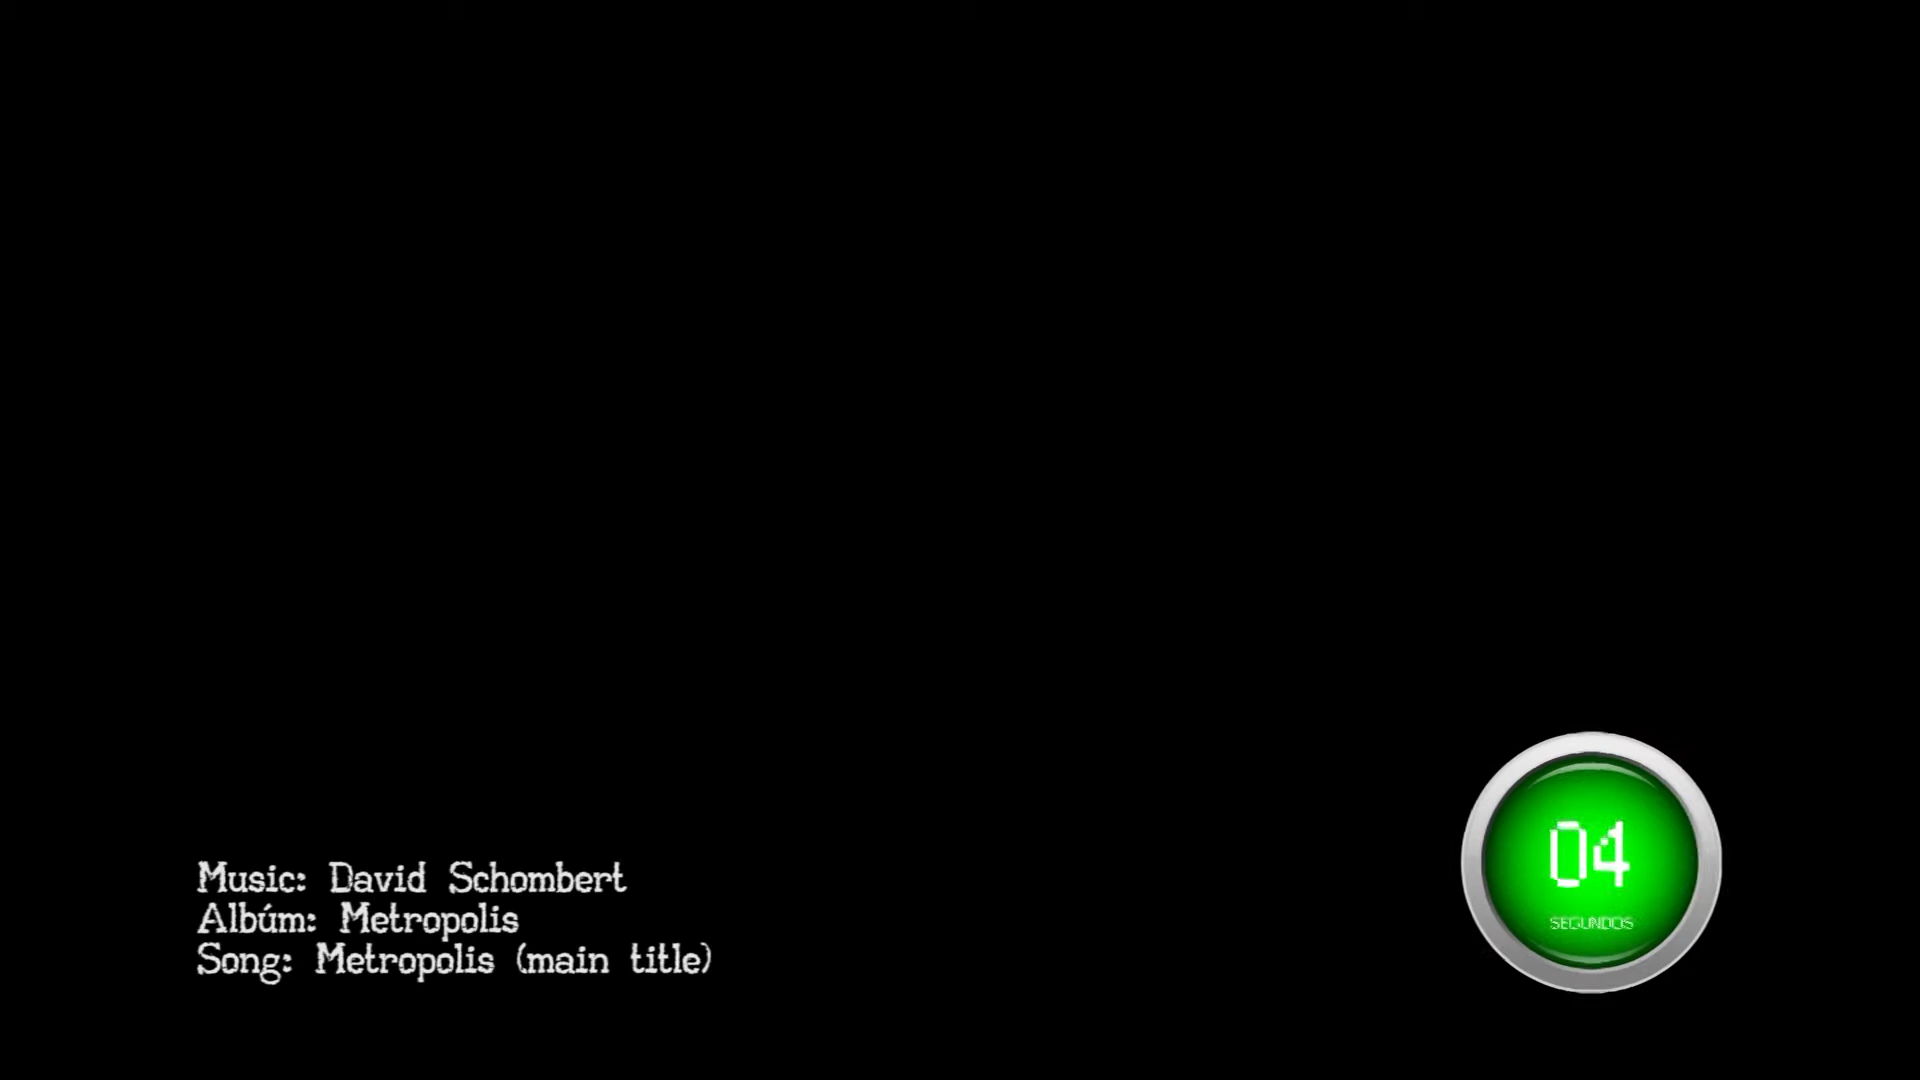 Music: David Schombert
Albúm: Metropolis
Song: Metropolis (main title)
04
SEGUNDOS